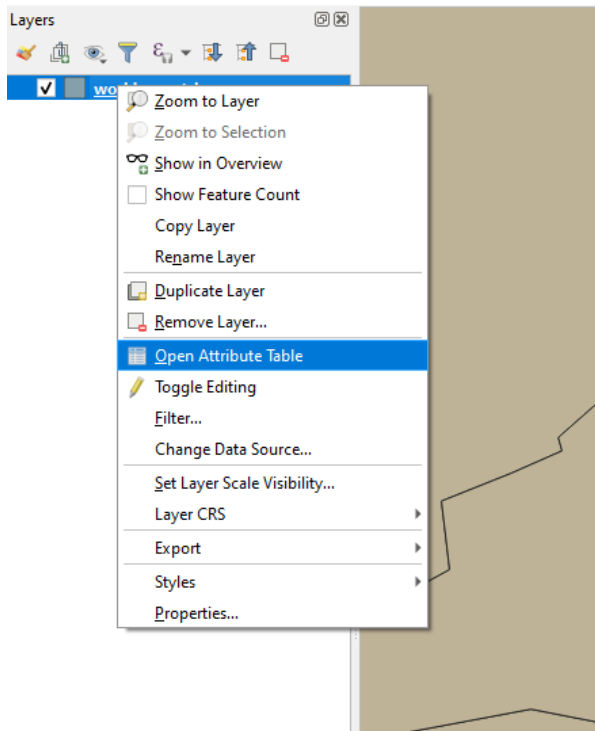 Layers
Zoom to Layer
Zoom to Selection
Show in Overview
Show Feature Count
Copy Layer
Rename Layer
Duplicate Layer
Remove Layer...
Open Attribute Table
Toggle Editing
Filter...
Change Data Source...
Set Layer Scale Visibility...
Layer CRS
Export
Styles
Properties...